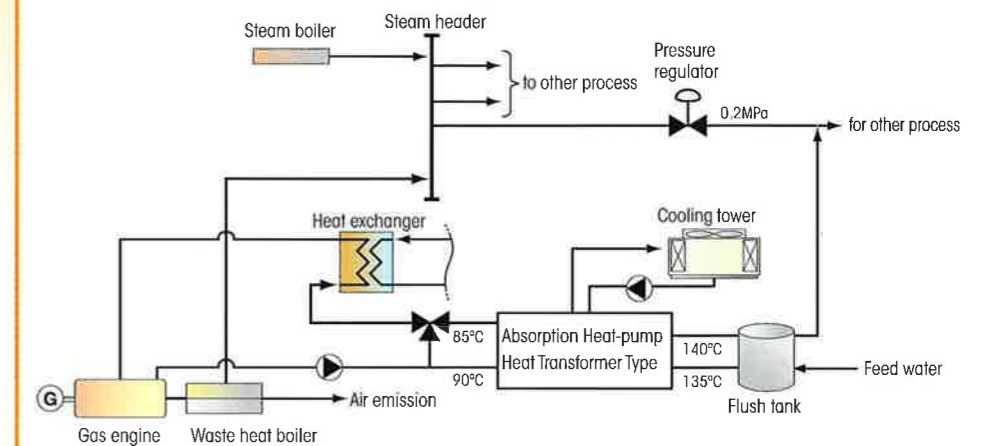 Steam boiler
Steam header
to other process
Pressure
regulator
0.2MPa
for other process
Heat exchanger
Cooling tower
85°C
90°C
Absorption Heat-pump
Heat Transformer Type
140°C
135°C
Feed water
Flush tank
G
Air emission
Gas engine
Waste heat boiler